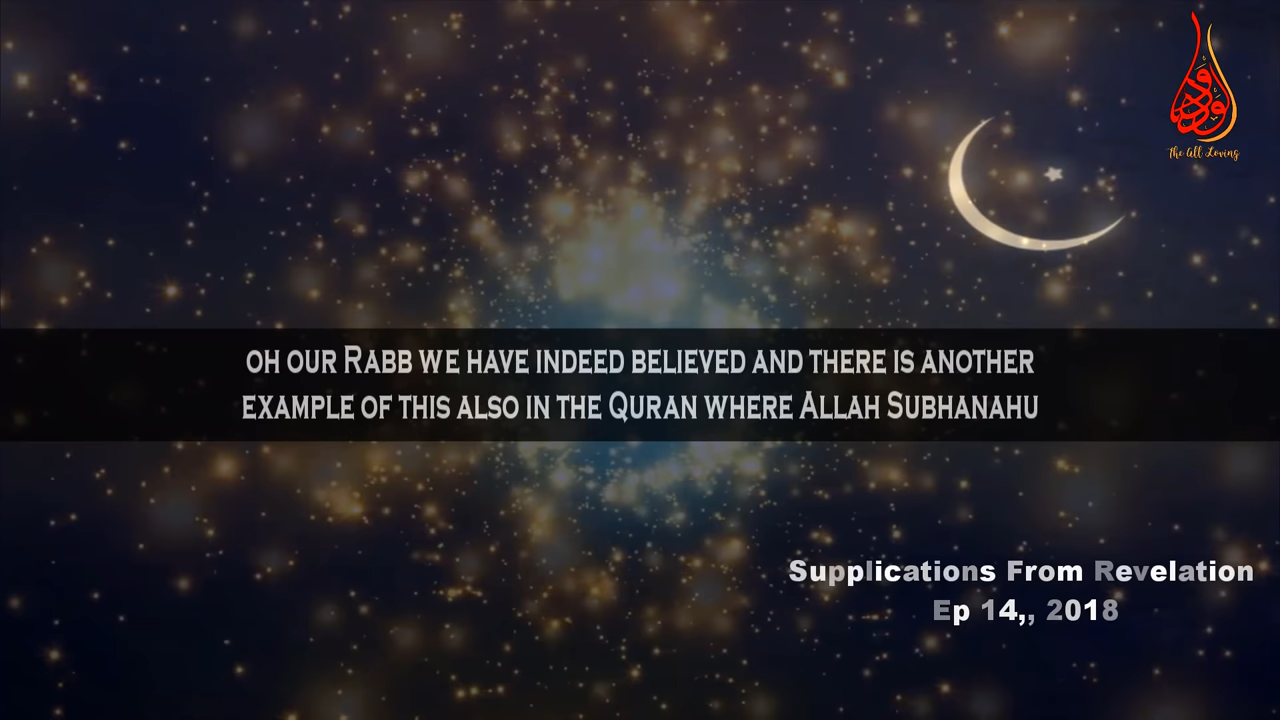 الودود
The All Loving
OH OUR RABB WE HAVE INDEED BELIEVED AND THERE IS ANOTHER
EXAMPLE OF THIS ALSO IN THE QURAN WHERE ALLAH SUBHANAHU
Supplications From Revelation
Ep 14,, 2018